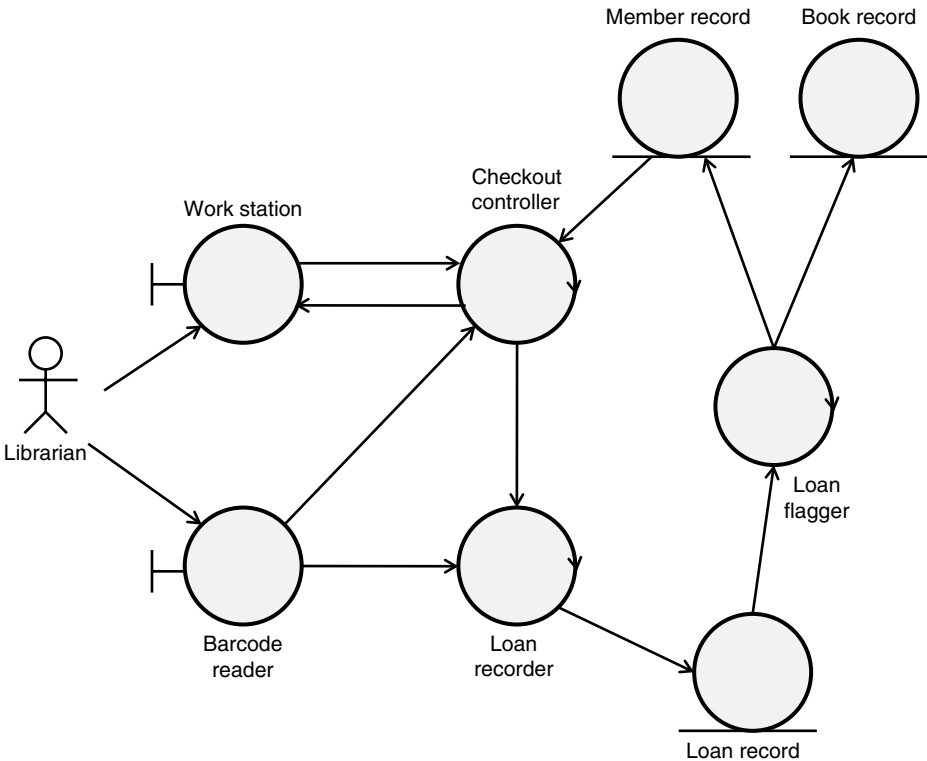 Member record
Book record
Checkout
controller
Work station
Librarian
Loan
flagger
Barcode
reader
Loan
recorder
Loan record